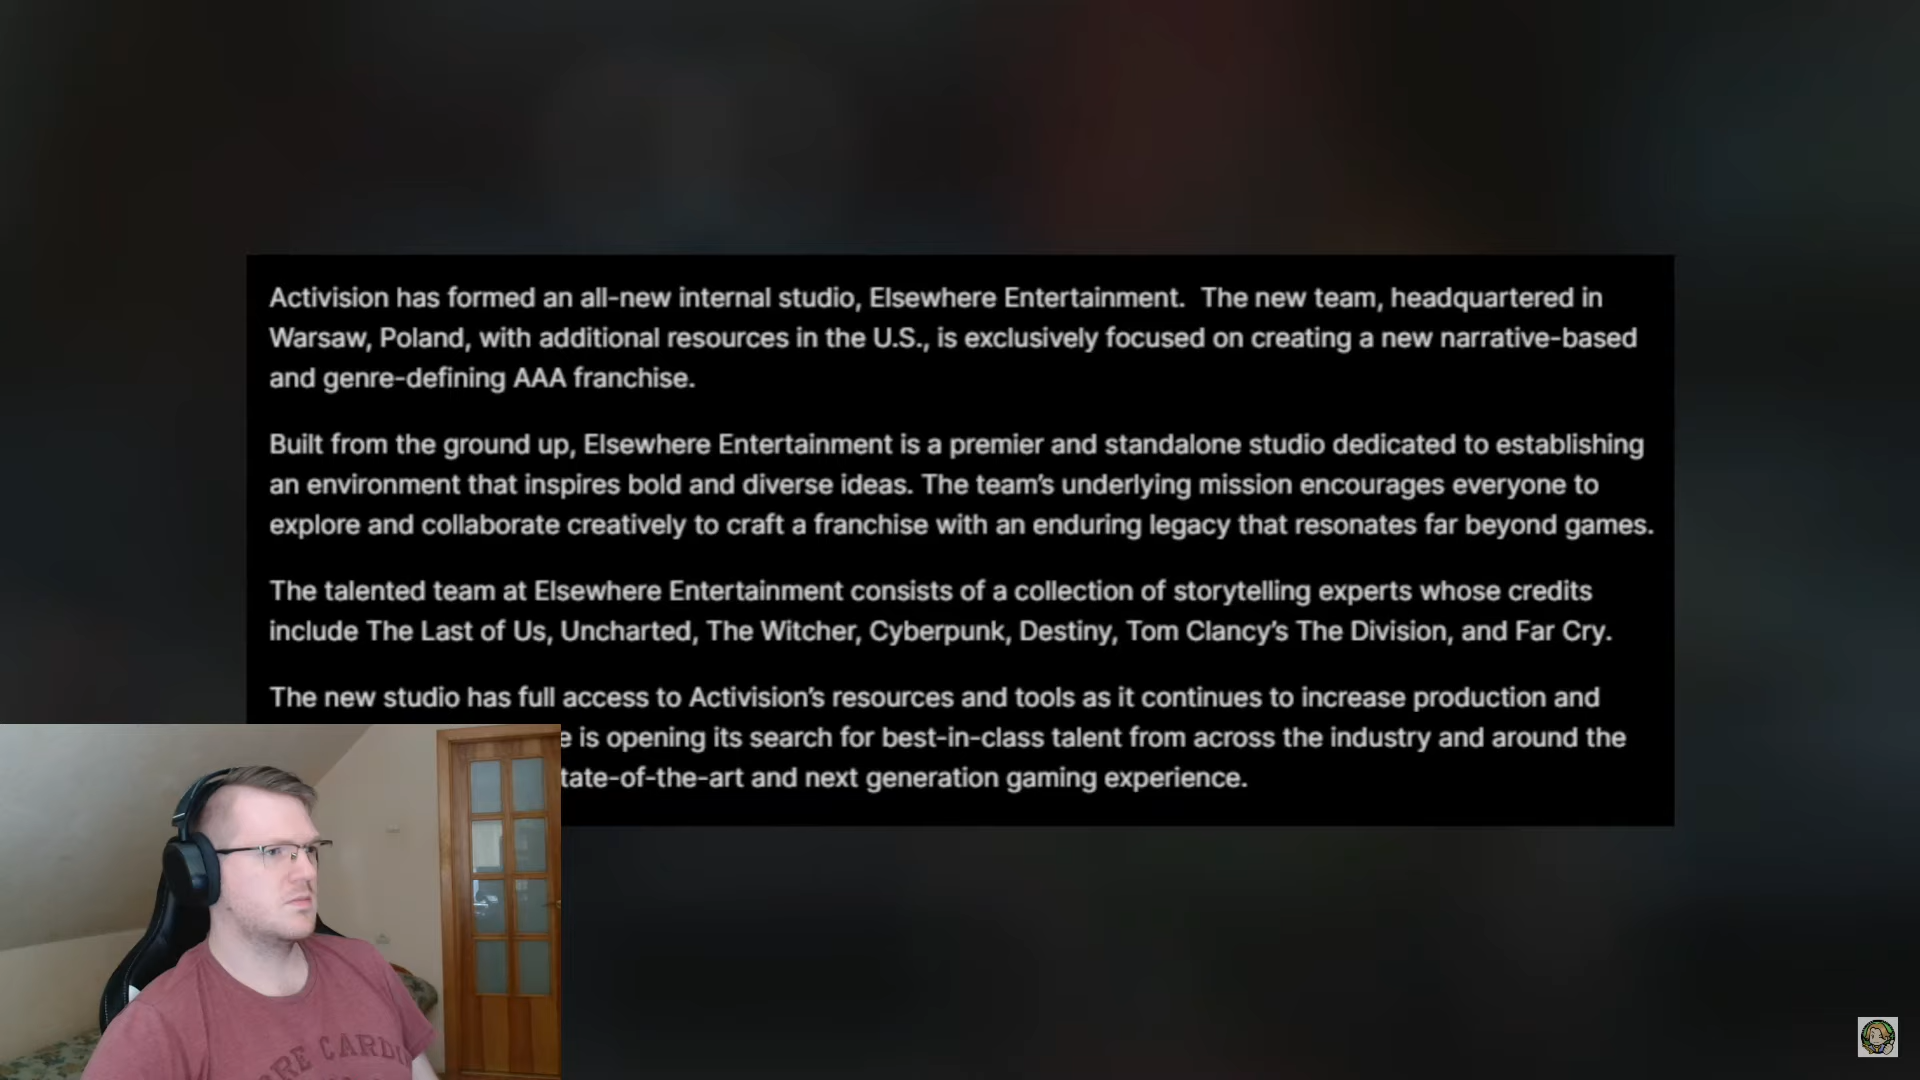 Activision has formed an all-new internal studio, Elsewhere Entertainment. The new team, headquartered in
Warsaw, Poland, with additional resources in the U.S., is exclusively focused on creating a new narrative-based
and genre-defining AAA franchise.
Built from the ground up, Elsewhere Entertainment is a premier and standalone studio dedicated to establishing
an environment that inspires bold and diverse ideas. The team's underlying mission encourages everyone to
explore and collaborate creatively to craft a franchise with an enduring legacy that resonates far beyond games.
The talented team at Elsewhere Entertainment consists of a collection of storytelling experts whose credits
include The Last of Us, Uncharted, The Witcher, Cyberpunk, Destiny, Tom Clancy's The Division, and Far Cry.
The new studio has full access to Activision's resources and tools as it continues to increase production and
is opening its search for best-in-class talent from across the industry and around the
tate-of-the-art and next generation gaming experience.